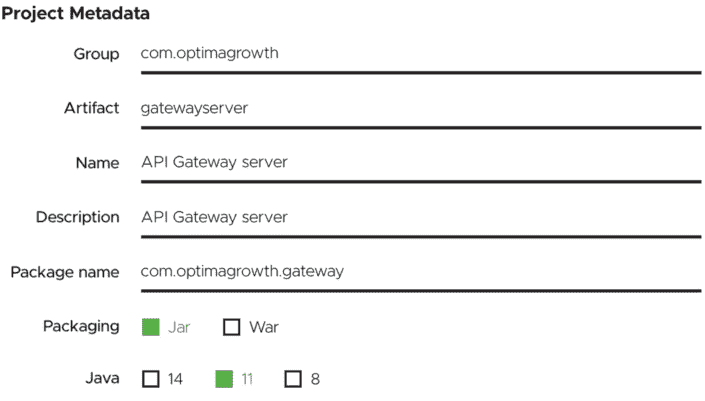 Project Metadata
Group com.optimagrowth
Artifact gatewayserver
Name API Gateway server
Description API Gateway server
Package name com.optimagrowth.gateway
Packaging Jar War
Java 14 11 8